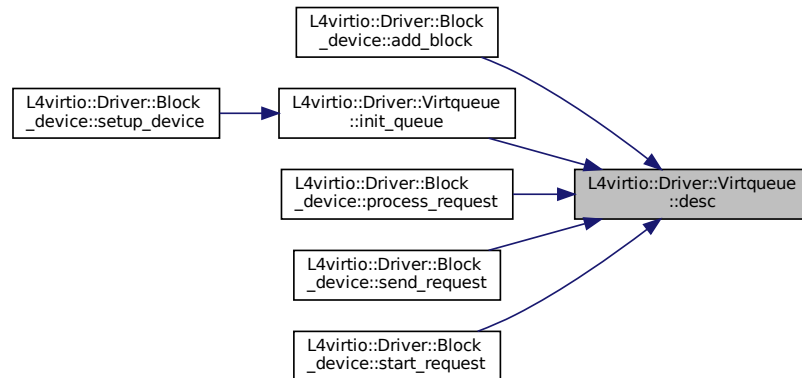 L4virtio::Driver::Block
_device::add_block
L4virtio::Driver::Block
_device::setup_device
L4virtio::Driver::Virtqueue
::init_queue
L4virtio::Driver::Virtqueue
::desc
L4virtio::Driver::Block
_device::process_request
L4virtio::Driver::Block
_device::send_request
L4virtio::Driver::Block
_device::start_request